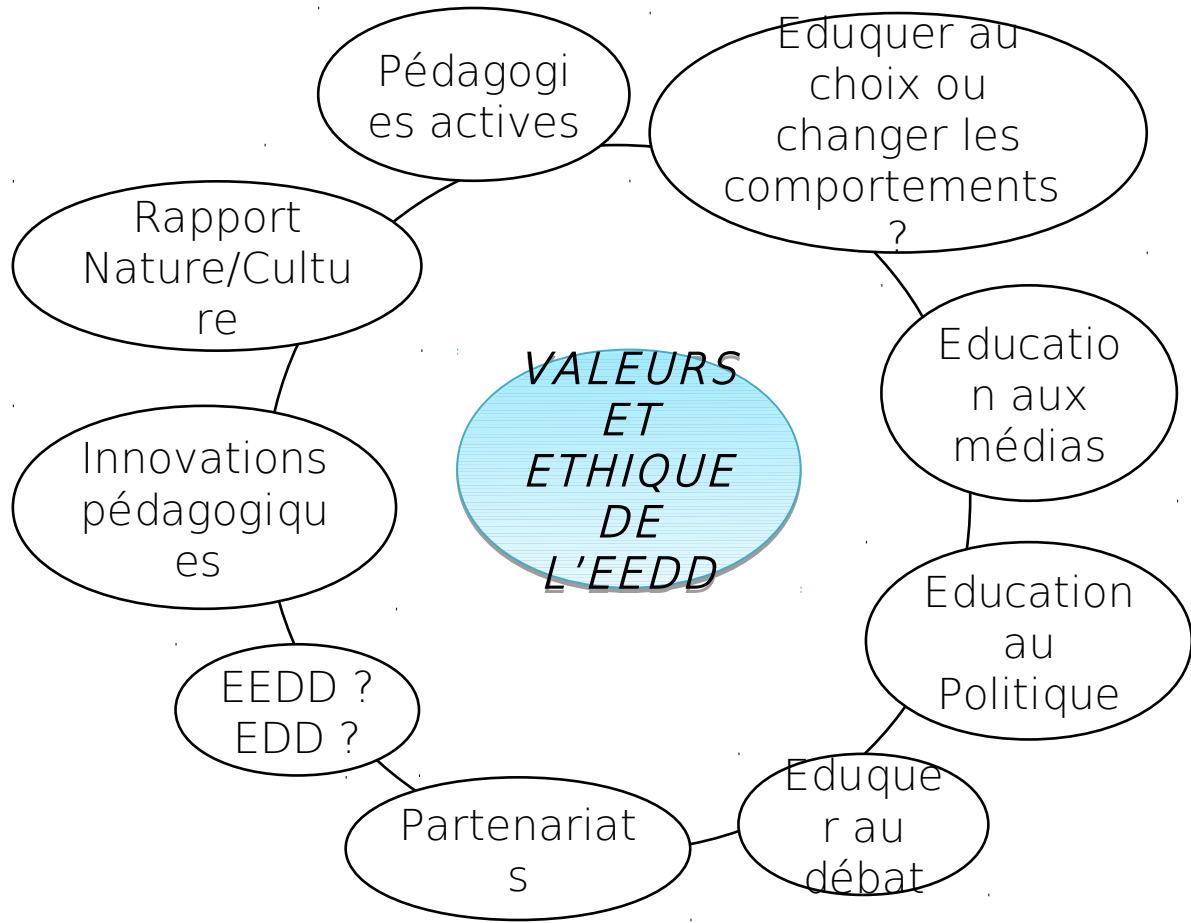 Pédagogi
es actives
Eduquer au
choix ou
changer les
comportements
?
Rapport
Nature/Cultu
re
Educatio
n aux
médias
VALEURS
ET
ETHIQUE
DE
L’EEDD
Innovations
pédagogiqu
es
Education
au
Politique
EEDD ?
EDD ?
Eduque
r au
débat
Partenariat
s